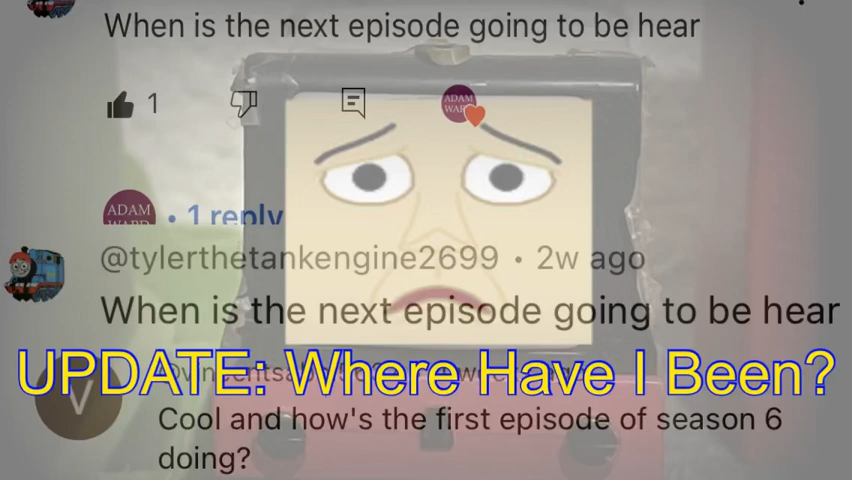 When is the next episode going to be hear
1
ADAM
WARD
ADAM
WARD
• 1 reply
@tylerthetankengine2699 • 2w ago
When is the next episode going to be hear
UPDATE: Where Have I Been?
V
Cool and how's the first episode of season 6
doing?